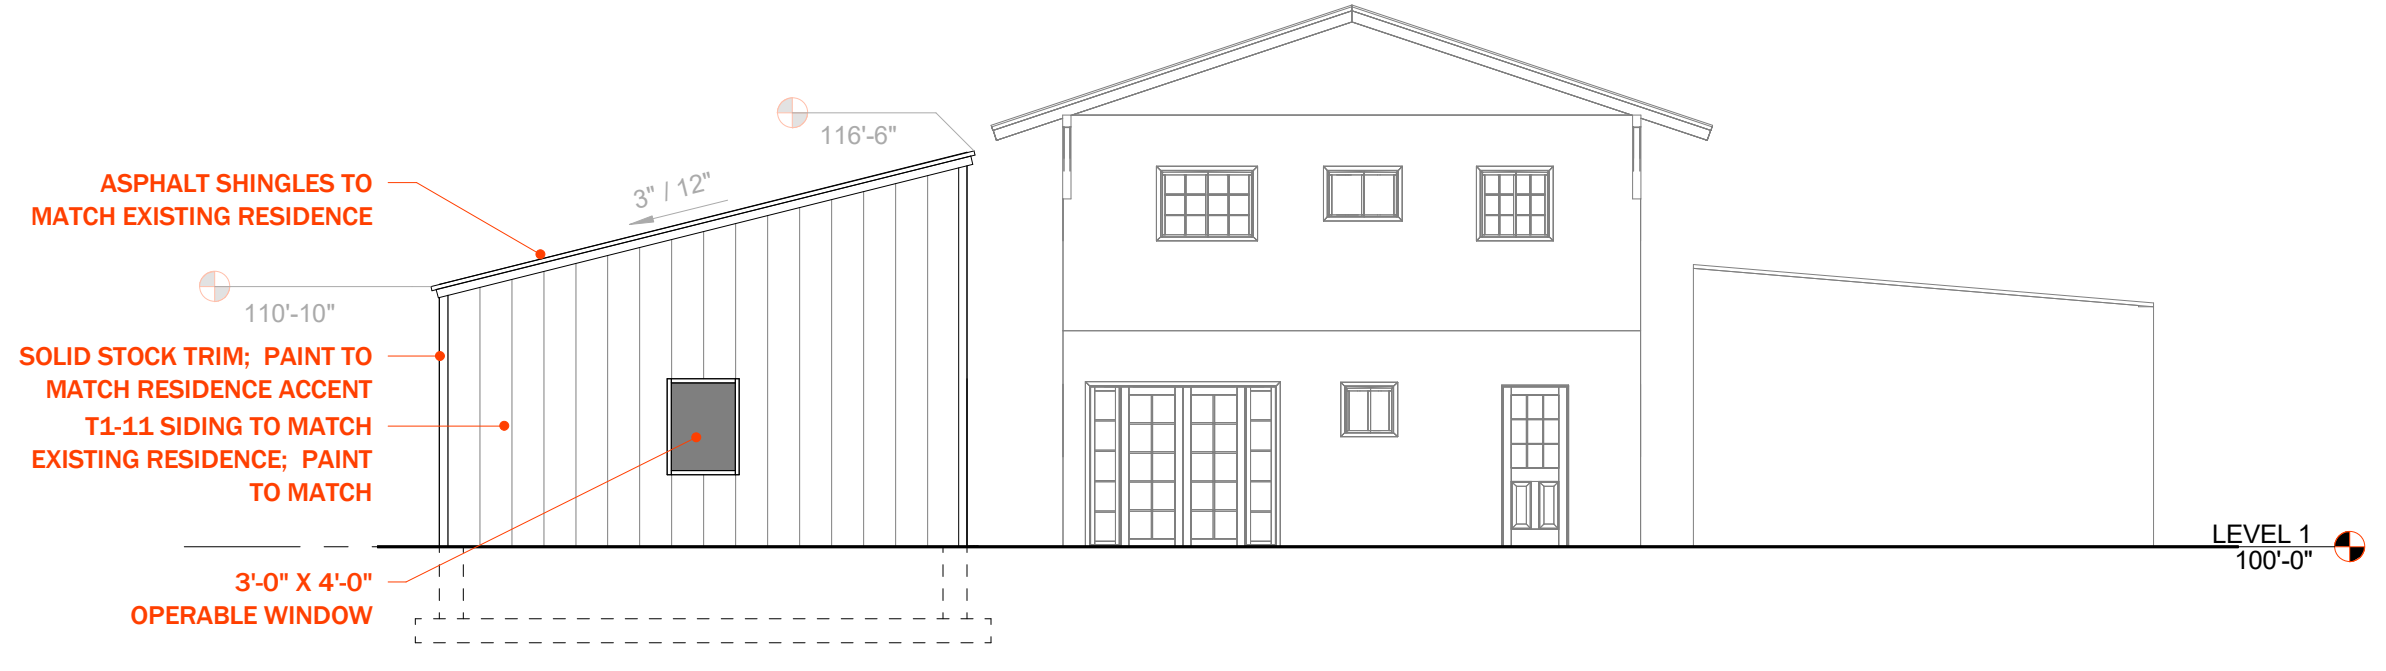 116'-6"
ASPHALT SHINGLES TO
MATCH EXISTING RESIDENCE
3" / 12"
110'-10"
SOLID STOCK TRIM;  PAINT TO
MATCH RESIDENCE ACCENT
T1-11 SIDING TO MATCH
EXISTING RESIDENCE;  PAINT
TO MATCH
3'-0" X 4'-0"
OPERABLE WINDOW
LEVEL 1
100'-0"